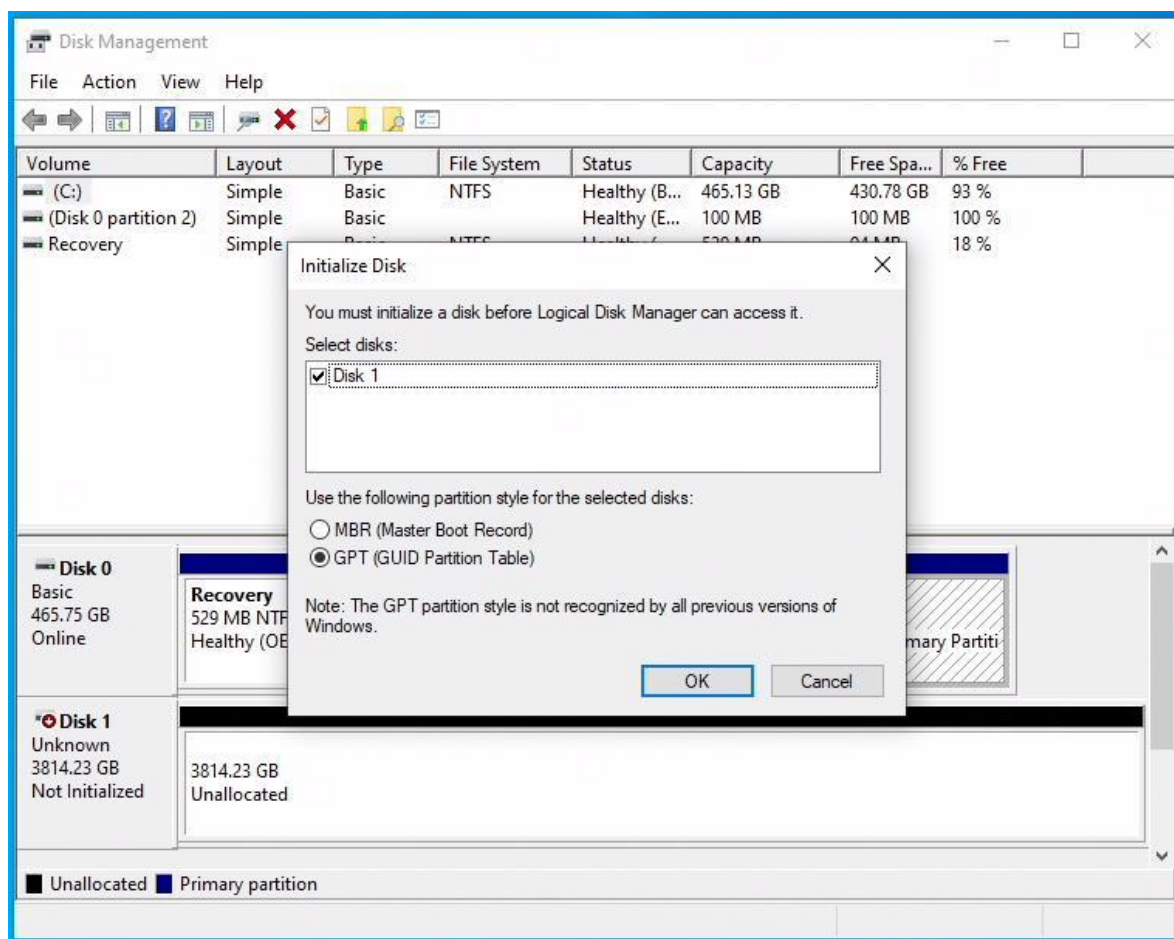 Disk Management
File Action View Help
Volume Layout Type File System Status Capacity Free Spa... % Free
(C:) Simple Basic NTFS Healthy (B... 465.13 GB 430.78 GB 93 %
(Disk 0 partition 2) Simple Basic Healthy (E... 100 MB 100 MB 100 %
Recovery Simple 18 %
Initialize Disk
You must initialize a disk before Logical Disk Manager can access it.
Select disks:
Disk 1
Use the following partition style for the selected disks:
MBR (Master Boot Record)
GPT (GUID Partition Table)
Note: The GPT partition style is not recognized by all previous versions of
Windows.
OK Cancel
Disk 0
Basic
465.75 GB
Online
Recovery
529 MB NTF
Healthy (OE
mary Partiti
Disk 1
Unknown
3814.23 GB
Not Initialized
3814.23 GB
Unallocated
Unallocated Primary partition